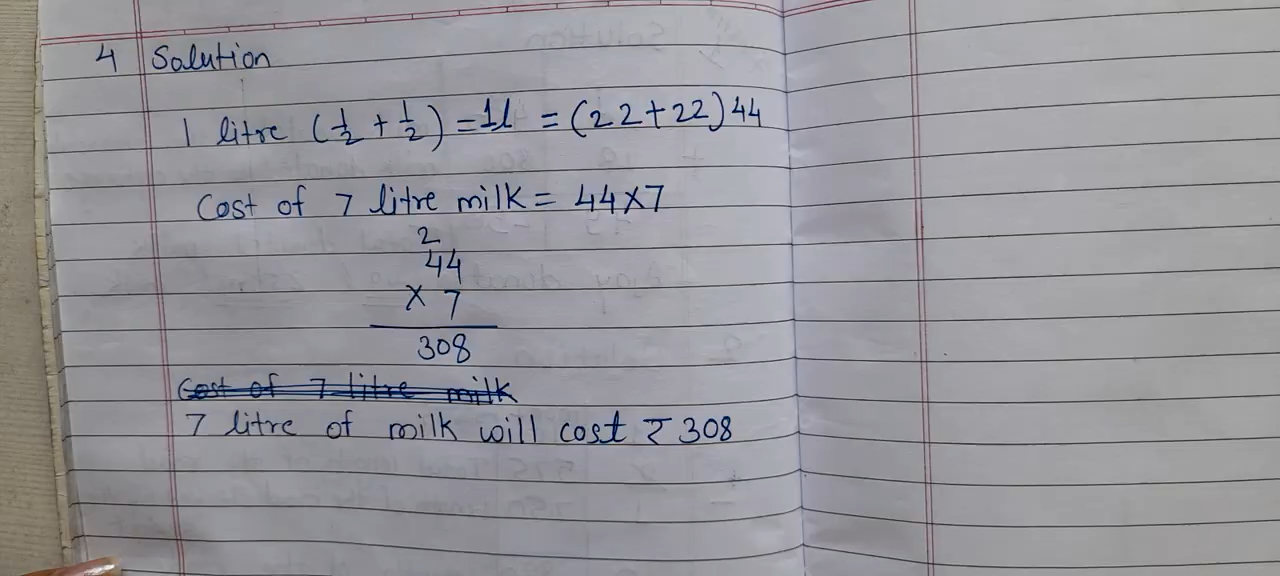 4 Solution
1 litre (1/2 + 1/2) = 1l = (22+22) 44
Cost of 7 litre milk = 44×7
2
44
× 7
308
Cost of 7 litre milk
7 litre of milk will cost ₹ 308